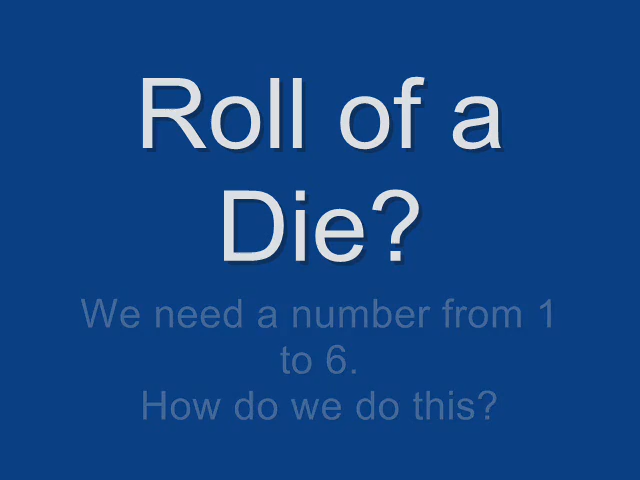 Roll of a
Die?
We need a number from 1
to 6.
How do we do this?